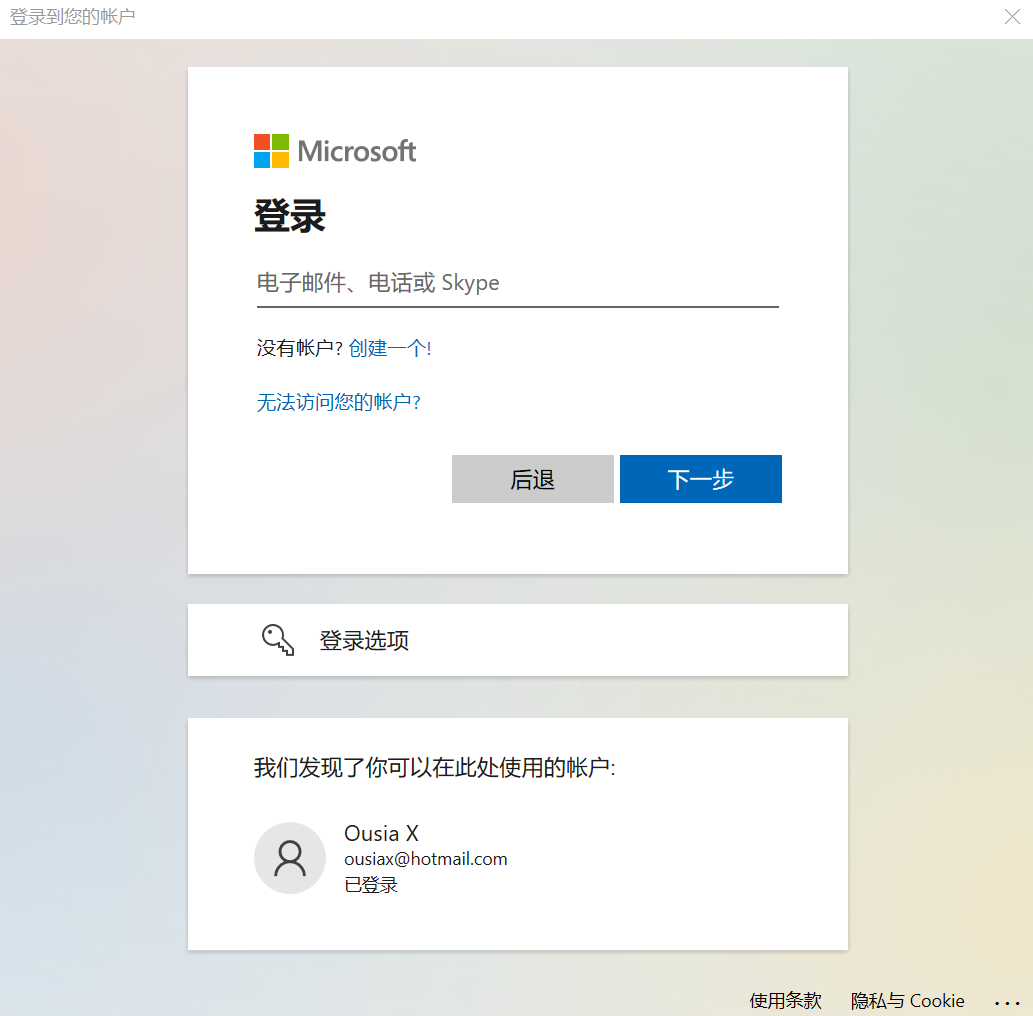 登录到您的帐户
Microsoft
登录
电子邮件、电话或 Skype
没有帐户? 创建一个!
无法访问您的帐户?
后退
下一步
登录选项
我们发现了你可以在此处使用的帐户:
Ousia X
ousiax@hotmail.com
已登录
使用条款
隐私与 Cookie